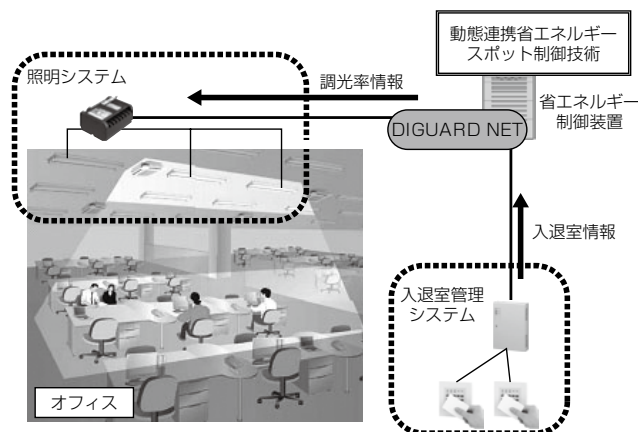 動態連携省エネルギー
スポット制御技術
照明システム
調光率情報
省エネルギー
制御装置
DIGUARD NET
入退室情報
入退室管理
システム
オフィス